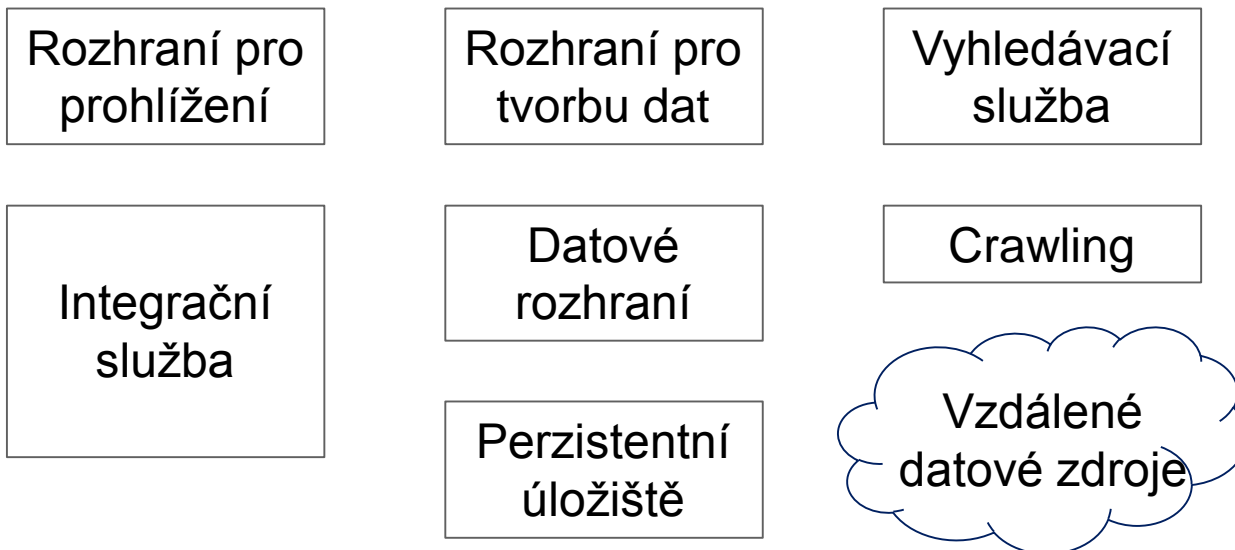 Rozhraní pro
prohlížení
Rozhraní pro
tvorbu dat
Vyhledávací
služba
Integrační
služba
Datové
rozhraní
Crawling
Perzistentní
úložiště
Vzdálené
datové zdroje